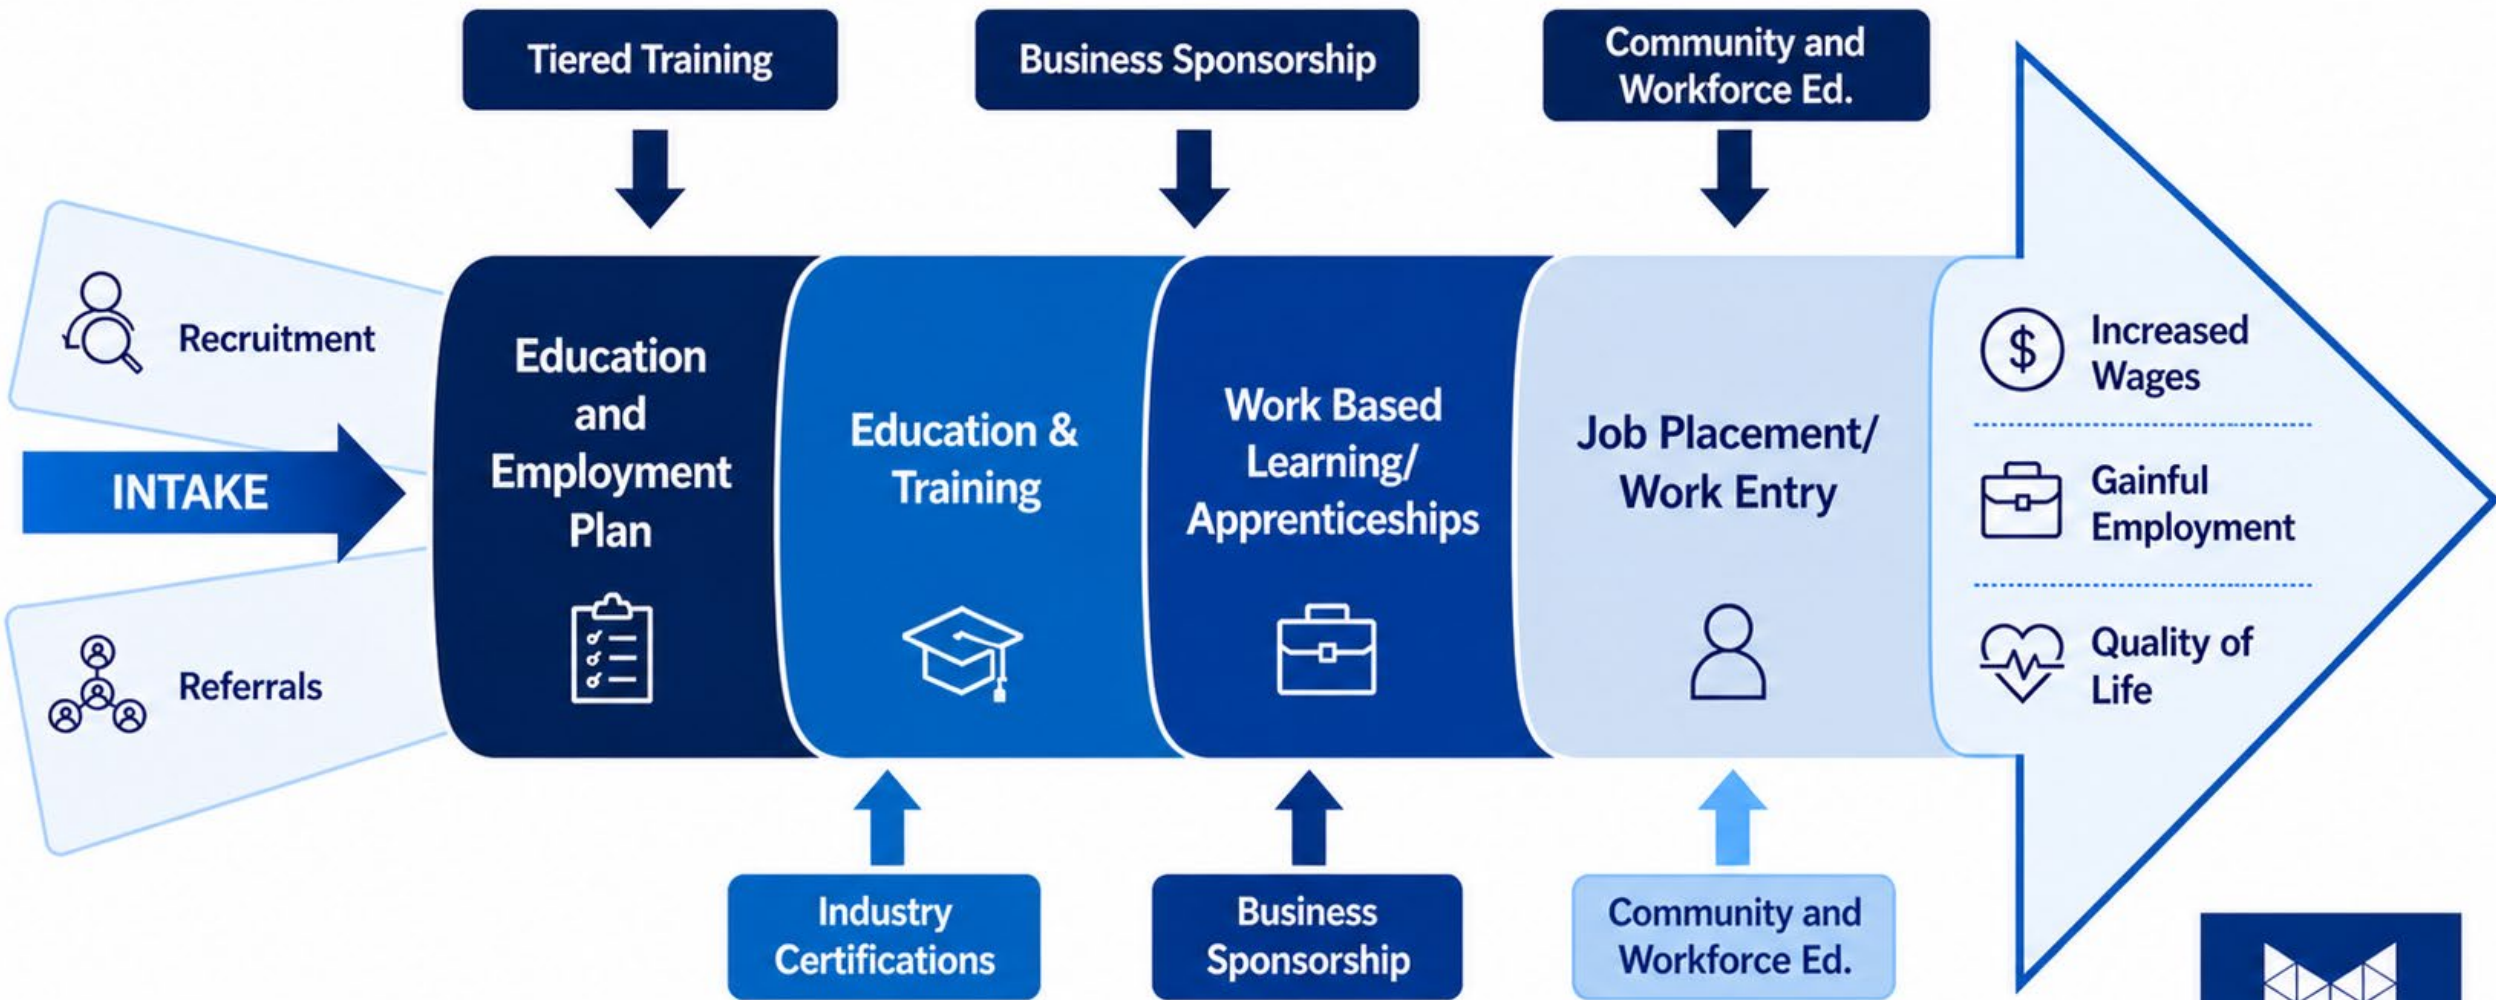 Tiered Training
Business Sponsorship
Community and
Workforce Ed.
Recruitment
INTAKE
Referrals
Education
and
Employment
Plan
Education &
Training
Work Based
Learning/
Apprenticeships
Job Placement/
Work Entry
$
Increased
Wages
Gainful
Employment
Quality of
Life
Industry
Certifications
Business
Sponsorship
Community and
Workforce Ed.